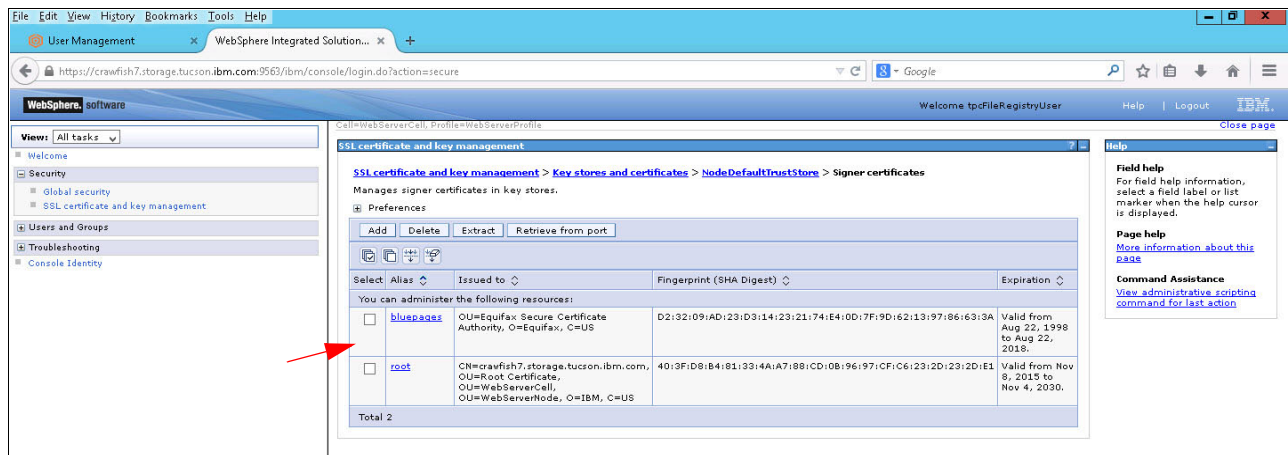 File Edit View History Bookmarks Tools Help
User Management
WebSphere Integrated Solution...
https://crawfish7.storage.tucson.ibm.com:9563/ibm/console/login.do?action=secure
Google
WebSphere. software
Welcome tpcFileRegistryUser
Help | Logout
IBM.
View: All tasks
Welcome
Security
Global security
SSL certificate and key management
Users and Groups
Troubleshooting
Console Identity
Cell=WebServerCell, Profile=WebServerProfile
Close page
SSL certificate and key management
SSL certificate and key management > Key stores and certificates > NodeDefaultTrustStore > Signer certificates
Manages signer certificates in key stores.
Preferences
Add Delete Extract Retrieve from port
Select Alias Issued to Fingerprint (SHA Digest) Expiration
You can administer the following resources:
bluepages
OU=Equifax Secure Certificate
Authority, O=Equifax, C=US
D2:32:09:AD:23:D3:14:23:21:74:E4:0D:7F:9D:62:13:97:86:63:3A
Valid from
Aug 22, 1998
to Aug 22,
2018.
root
CN=crawfish7.storage.tucson.ibm.com,
OU=Root Certificate,
OU=WebServerCell,
OU=WebServerNode, O=IBM, C=US
40:3F:D8:B4:81:33:4A:A7:88:CD:0B:96:97:CF:C6:23:2D:23:2D:E1
Valid from Nov
8, 2015 to
Nov 4, 2030.
Total 2
Help
Field help
For field help information,
select a field label or list
marker when the help cursor
is displayed.
Page help
More information about this
page
Command Assistance
View administrative scripting
command for last action